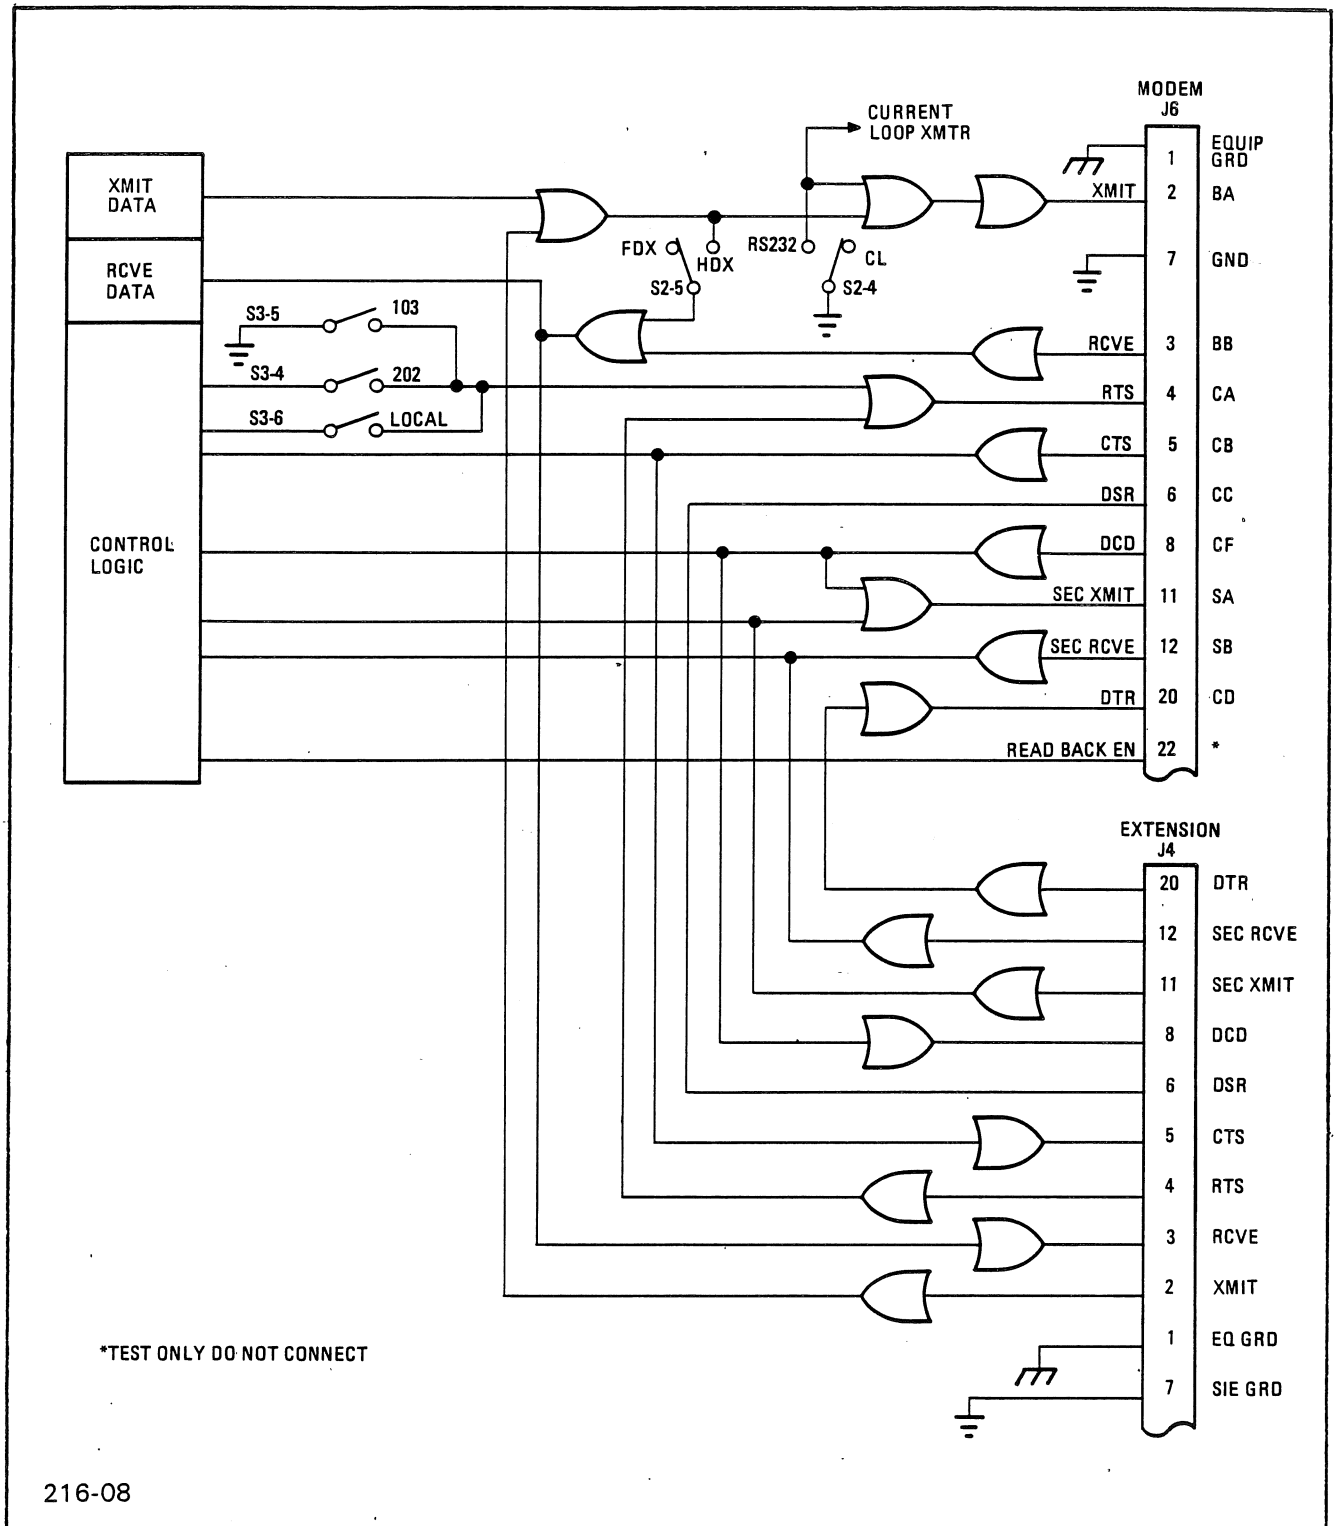 MODEM
J6
CURRENT
LOOP XMTR
EQUIP
GRD
1
XMIT
DATA
XMIT 2 BA
RCVE
DATA
FDX
HDX
RS232
CL
7 GND
S2-5
S2-4
S3-5 103
RCVE 3 BB
S3-4 202
RTS 4 CA
S3-6 LOCAL
CTS 5 CB
DSR 6 CC
CONTROL
LOGIC
DCD 8 CF
SEC XMIT 11 SA
SEC RCVE 12 SB
DTR 20 CD
READ BACK EN 22 *
EXTENSION
J4
20 DTR
12 SEC RCVE
11 SEC XMIT
8 DCD
6 DSR
5 CTS
4 RTS
3 RCVE
2 XMIT
1 EQ GRD
7 SIE GRD
*TEST ONLY DO NOT CONNECT
216-08